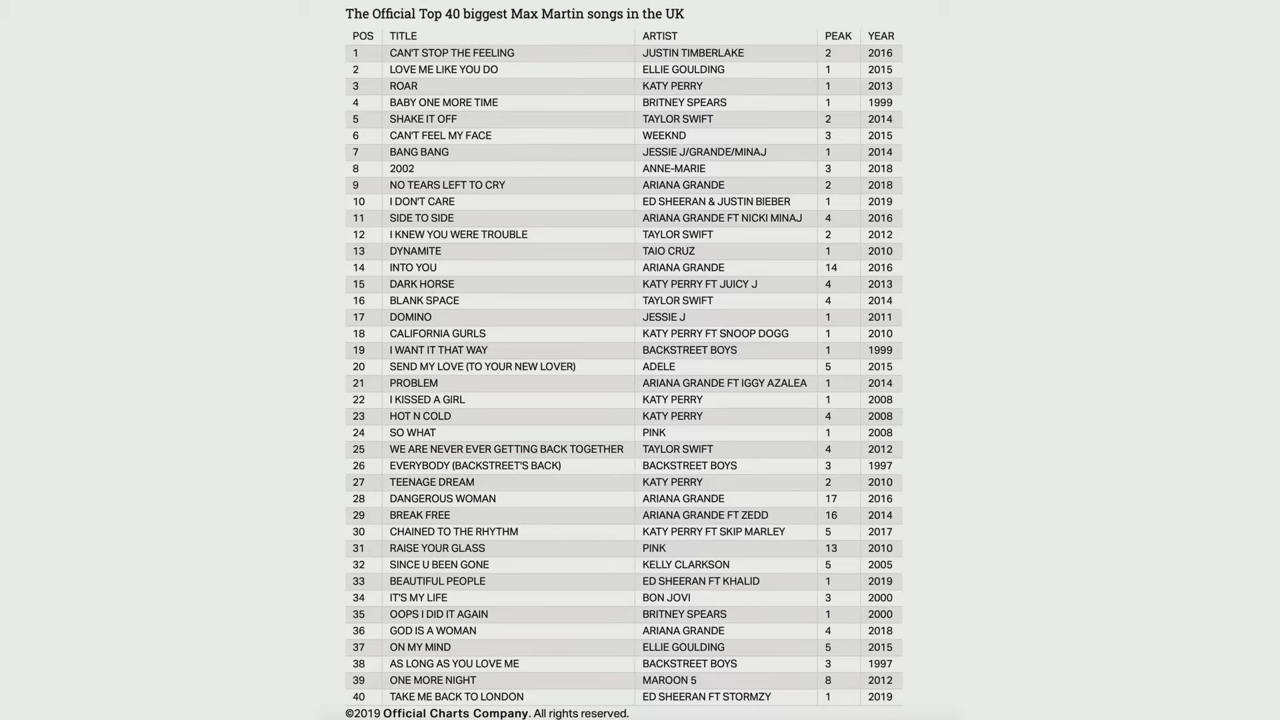 The Official Top 40 biggest Max Martin songs in the UK
POS TITLE ARTIST PEAK YEAR
1 CAN'T STOP THE FEELING JUSTIN TIMBERLAKE 2 2016
2 LOVE ME LIKE YOU DO ELLIE GOULDING 1 2015
3 ROAR KATY PERRY 1 2013
4 BABY ONE MORE TIME BRITNEY SPEARS 1 1999
5 SHAKE IT OFF TAYLOR SWIFT 2 2014
6 CAN'T FEEL MY FACE WEEKND 3 2015
7 BANG BANG JESSIE J/GRANDE/MINAJ 1 2014
8 2002 ANNE-MARIE 3 2018
9 NO TEARS LEFT TO CRY ARIANA GRANDE 2 2018
10 I DON'T CARE ED SHEERAN & JUSTIN BIEBER 1 2019
11 SIDE TO SIDE ARIANA GRANDE FT NICKI MINAJ 4 2016
12 I KNEW YOU WERE TROUBLE TAYLOR SWIFT 2 2012
13 DYNAMITE TAIO CRUZ 1 2010
14 INTO YOU ARIANA GRANDE 14 2016
15 DARK HORSE KATY PERRY FT JUICY J 4 2013
16 BLANK SPACE TAYLOR SWIFT 4 2014
17 DOMINO JESSIE J 1 2011
18 CALIFORNIA GURLS KATY PERRY FT SNOOP DOGG 1 2010
19 I WANT IT THAT WAY BACKSTREET BOYS 1 1999
20 SEND MY LOVE (TO YOUR NEW LOVER) ADELE 5 2015
21 PROBLEM ARIANA GRANDE FT IGGY AZALEA 1 2014
22 I KISSED A GIRL KATY PERRY 1 2008
23 HOT N COLD KATY PERRY 4 2008
24 SO WHAT PINK 1 2008
25 WE ARE NEVER EVER GETTING BACK TOGETHER TAYLOR SWIFT 4 2012
26 EVERYBODY (BACKSTREET'S BACK) BACKSTREET BOYS 3 1997
27 TEENAGE DREAM KATY PERRY 2 2010
28 DANGEROUS WOMAN ARIANA GRANDE 17 2016
29 BREAK FREE ARIANA GRANDE FT ZEDD 16 2014
30 CHAINED TO THE RHYTHM KATY PERRY FT SKIP MARLEY 5 2017
31 RAISE YOUR GLASS PINK 13 2010
32 SINCE U BEEN GONE KELLY CLARKSON 5 2005
33 BEAUTIFUL PEOPLE ED SHEERAN FT KHALID 1 2019
34 IT'S MY LIFE BON JOVI 3 2000
35 OOPS I DID IT AGAIN BRITNEY SPEARS 1 2000
36 GOD IS A WOMAN ARIANA GRANDE 4 2018
37 ON MY MIND ELLIE GOULDING 5 2015
38 AS LONG AS YOU LOVE ME BACKSTREET BOYS 3 1997
39 ONE MORE NIGHT MAROON 5 8 2012
40 TAKE ME BACK TO LONDON ED SHEERAN FT STORMZY 1 2019
©2019 Official Charts Company. All rights reserved.